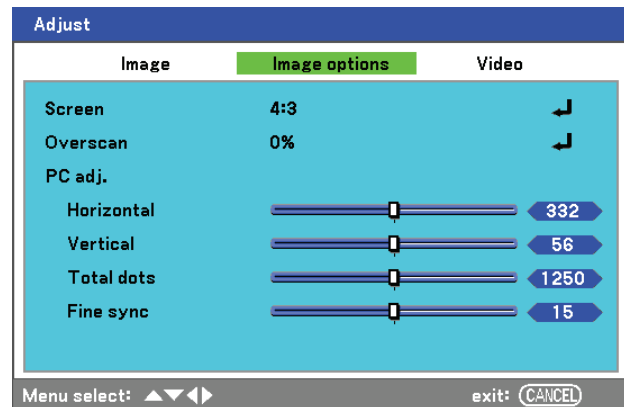 Adjust
Image Image options Video
Screen 4:3
Overscan 0%
PC adj.
Horizontal 332
Vertical 56
Total dots 1250
Fine sync 15
Menu select: ▲▼◀▶ exit: CANCEL